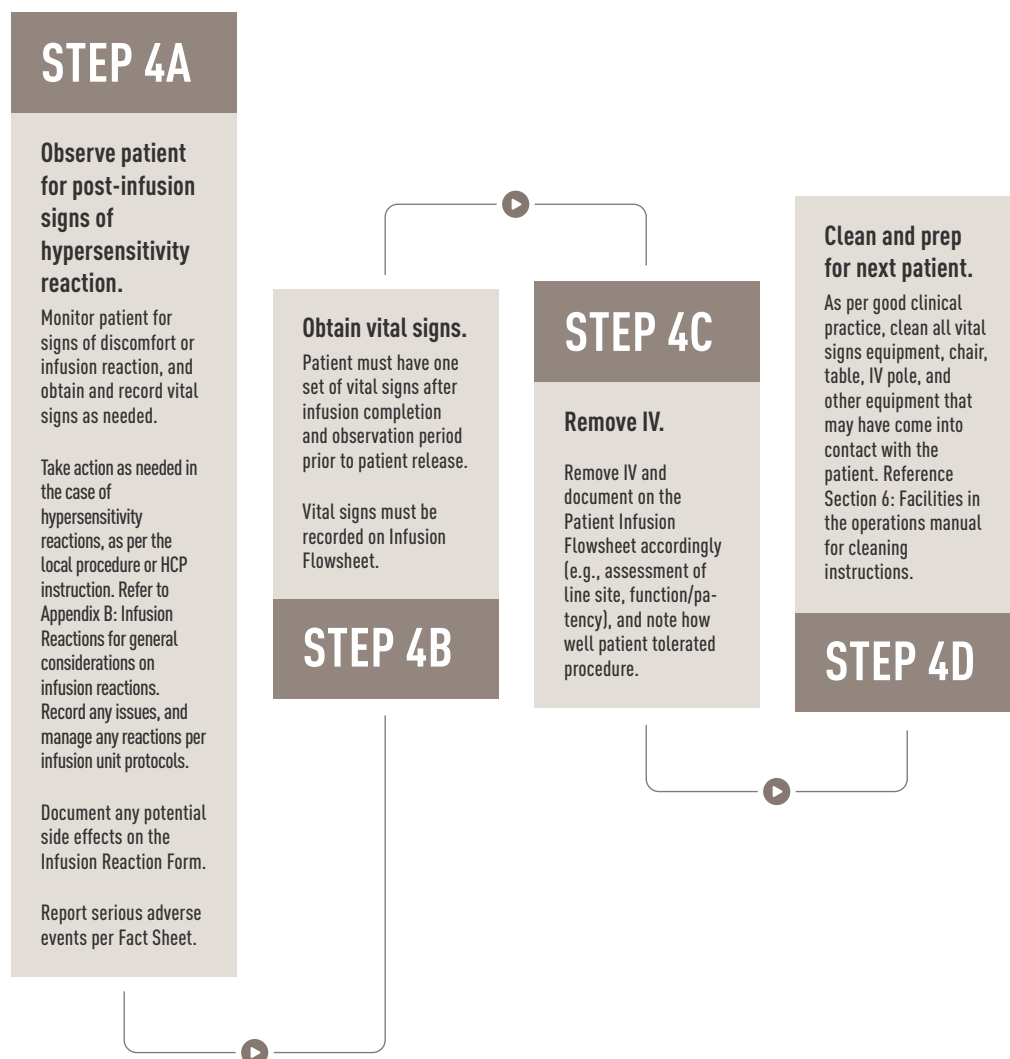 STEP 4A
Observe patient
for post-infusion
signs of
hypersensitivity
reaction.
Monitor patient for
signs of discomfort or
infusion reaction, and
obtain and record vital
signs as needed.
Take action as needed in
the case of
hypersensitivity
reactions, as per the
local procedure or HCP
instruction. Refer to
Appendix B: Infusion
Reactions for general
considerations on
infusion reactions.
Record any issues, and
manage any reactions per
infusion unit protocols.
Document any potential
side effects on the
Infusion Reaction Form.
Report serious adverse
events per Fact Sheet.
Obtain vital signs.
Patient must have one
set of vital signs after
infusion completion
and observation period
prior to patient release.
Vital signs must be
recorded on Infusion
Flowsheet.
STEP 4B
STEP 4C
Remove IV.
Remove IV and
document on the
Patient Infusion
Flowsheet accordingly
(e.g., assessment of
line site, function/pa-
tency), and note how
well patient tolerated
procedure.
Clean and prep
for next patient.
As per good clinical
practice, clean all vital
signs equipment, chair,
table, IV pole, and
other equipment that
may have come into
contact with the
patient. Reference
Section 6: Facilities in
the operations manual
for cleaning
instructions.
STEP 4D